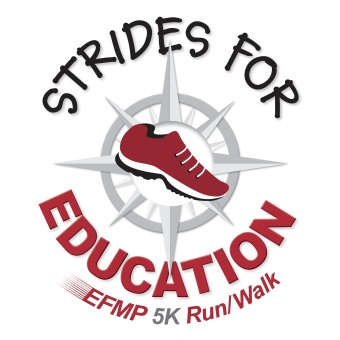 STRIDES FOR
EDUCATION
EFMP 5K Run/Walk